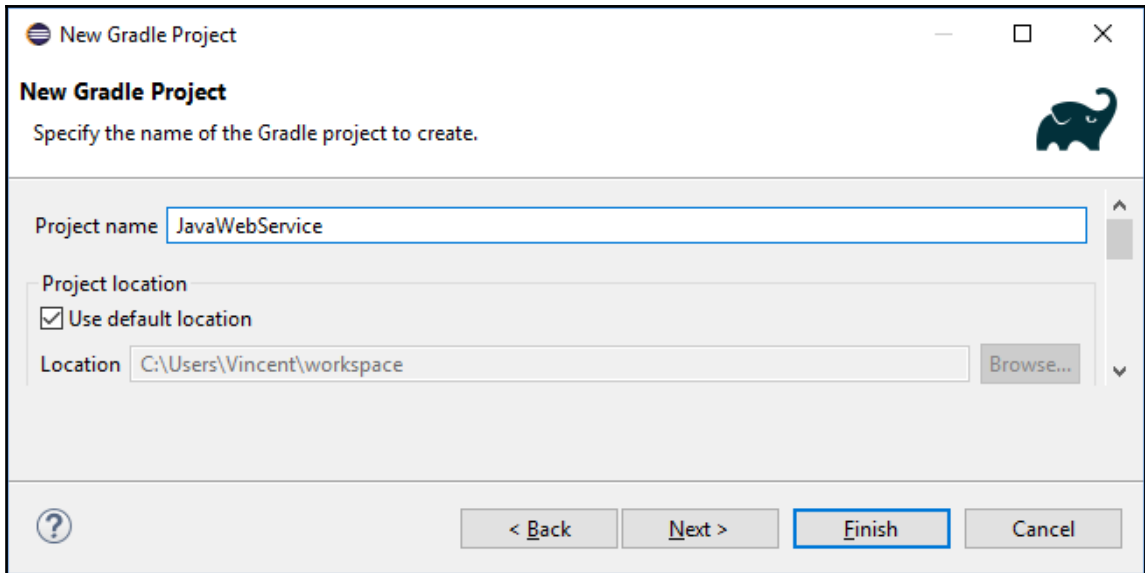 New Gradle Project
New Gradle Project
Specify the name of the Gradle project to create.
Project name JavaWebService
Project location
Use default location
Location C:\Users\Vincent\workspace Browse...
? < Back Next > Finish Cancel